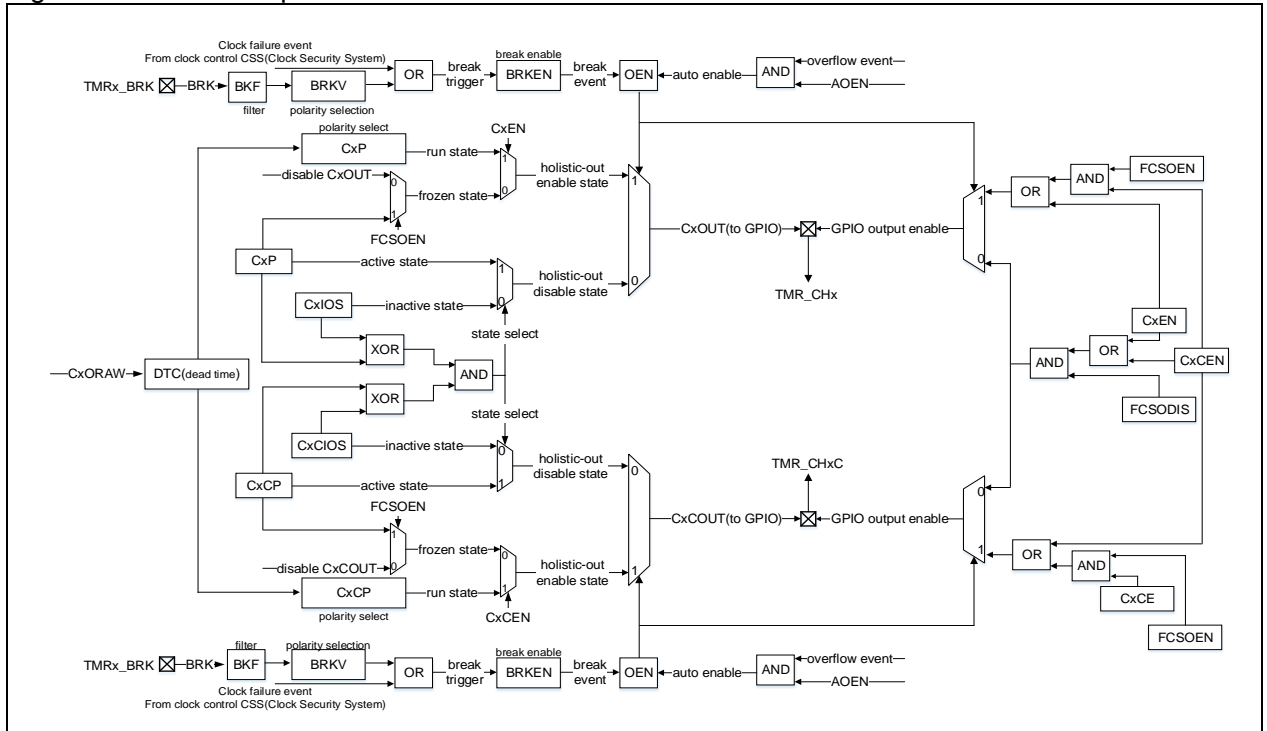 Clock failure event
From clock control CSS(Clock Security System)
TMRx_BRK BRK BKF BRKV OR break trigger break enable BRKEN break event OEN auto enable AND overflow event
AOEN
filter polarity selection
polarity select
CxP run state CxEN
1
0
disable CxOUT 0
1
frozen state
FCSOEN
holistic-out enable state
1
0
CxOUT(to GPIO) GPIO output enable
TMR_CHx
1
0
OR AND FCSOEN
CxP active state 1
0
holistic-out disable state
CxIOS inactive state
state select
XOR
AND
XOR
CxORAW DTC(dead time)
CxEN
OR
AND
CxCEN
FCSODIS
state select
CxCIOS inactive state 0
1
holistic-out disable state
CxCP active state
FCSOEN
TMR_CHxC
0
1
CxCOUT(to GPIO) GPIO output enable
0
1
1
0
frozen state
disable CxCOUT
0
1
holistic-out enable state
CxCP run state
CxCEN
polarity select
OR AND
CxCE
FCSOEN
filter polarity selection break enable
TMRx_BRK BRK BKF BRKV OR break trigger BRKEN break event OEN auto enable AND overflow event
AOEN
Clock failure event
From clock control CSS(Clock Security System)